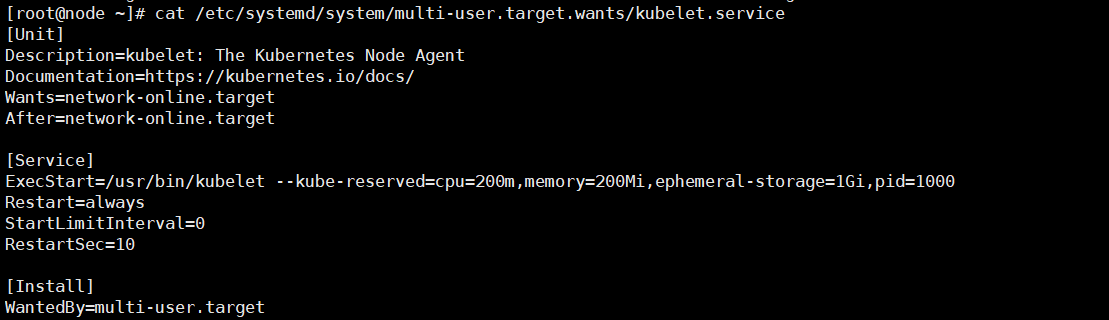 [root@node ~]# cat /etc/systemd/system/multi-user.target.wants/kubelet.service
[Unit]
Description=kubelet: The Kubernetes Node Agent
Documentation=https://kubernetes.io/docs/
Wants=network-online.target
After=network-online.target

[Service]
ExecStart=/usr/bin/kubelet --kube-reserved=cpu=200m,memory=200Mi,ephemeral-storage=1Gi,pid=1000
Restart=always
StartLimitInterval=0
RestartSec=10

[Install]
WantedBy=multi-user.target